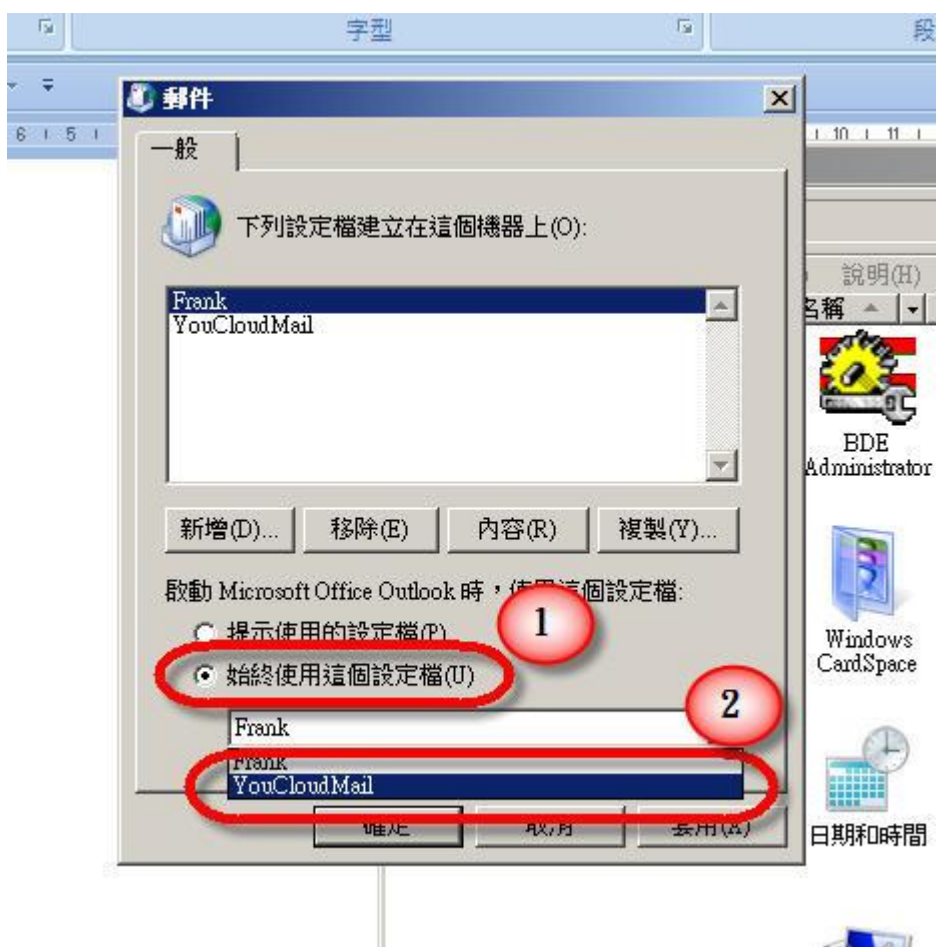 字型
段
6 5
10 11
郵件
一般
下列設定檔建立在這個機器上(O):
說明(H)
名稱
Frank
YouCloudMail
BDE
Administrator
新增(D)... 移除(E) 內容(R) 複製(Y)...
啟動 Microsoft Office Outlook 時，使用這個設定檔:
1
提示使用的設定檔(P)
Windows
CardSpace
始終使用這個設定檔(U)
2
Frank
Frank
YouCloudMail
確定 取消 套用(A)
日期和時間